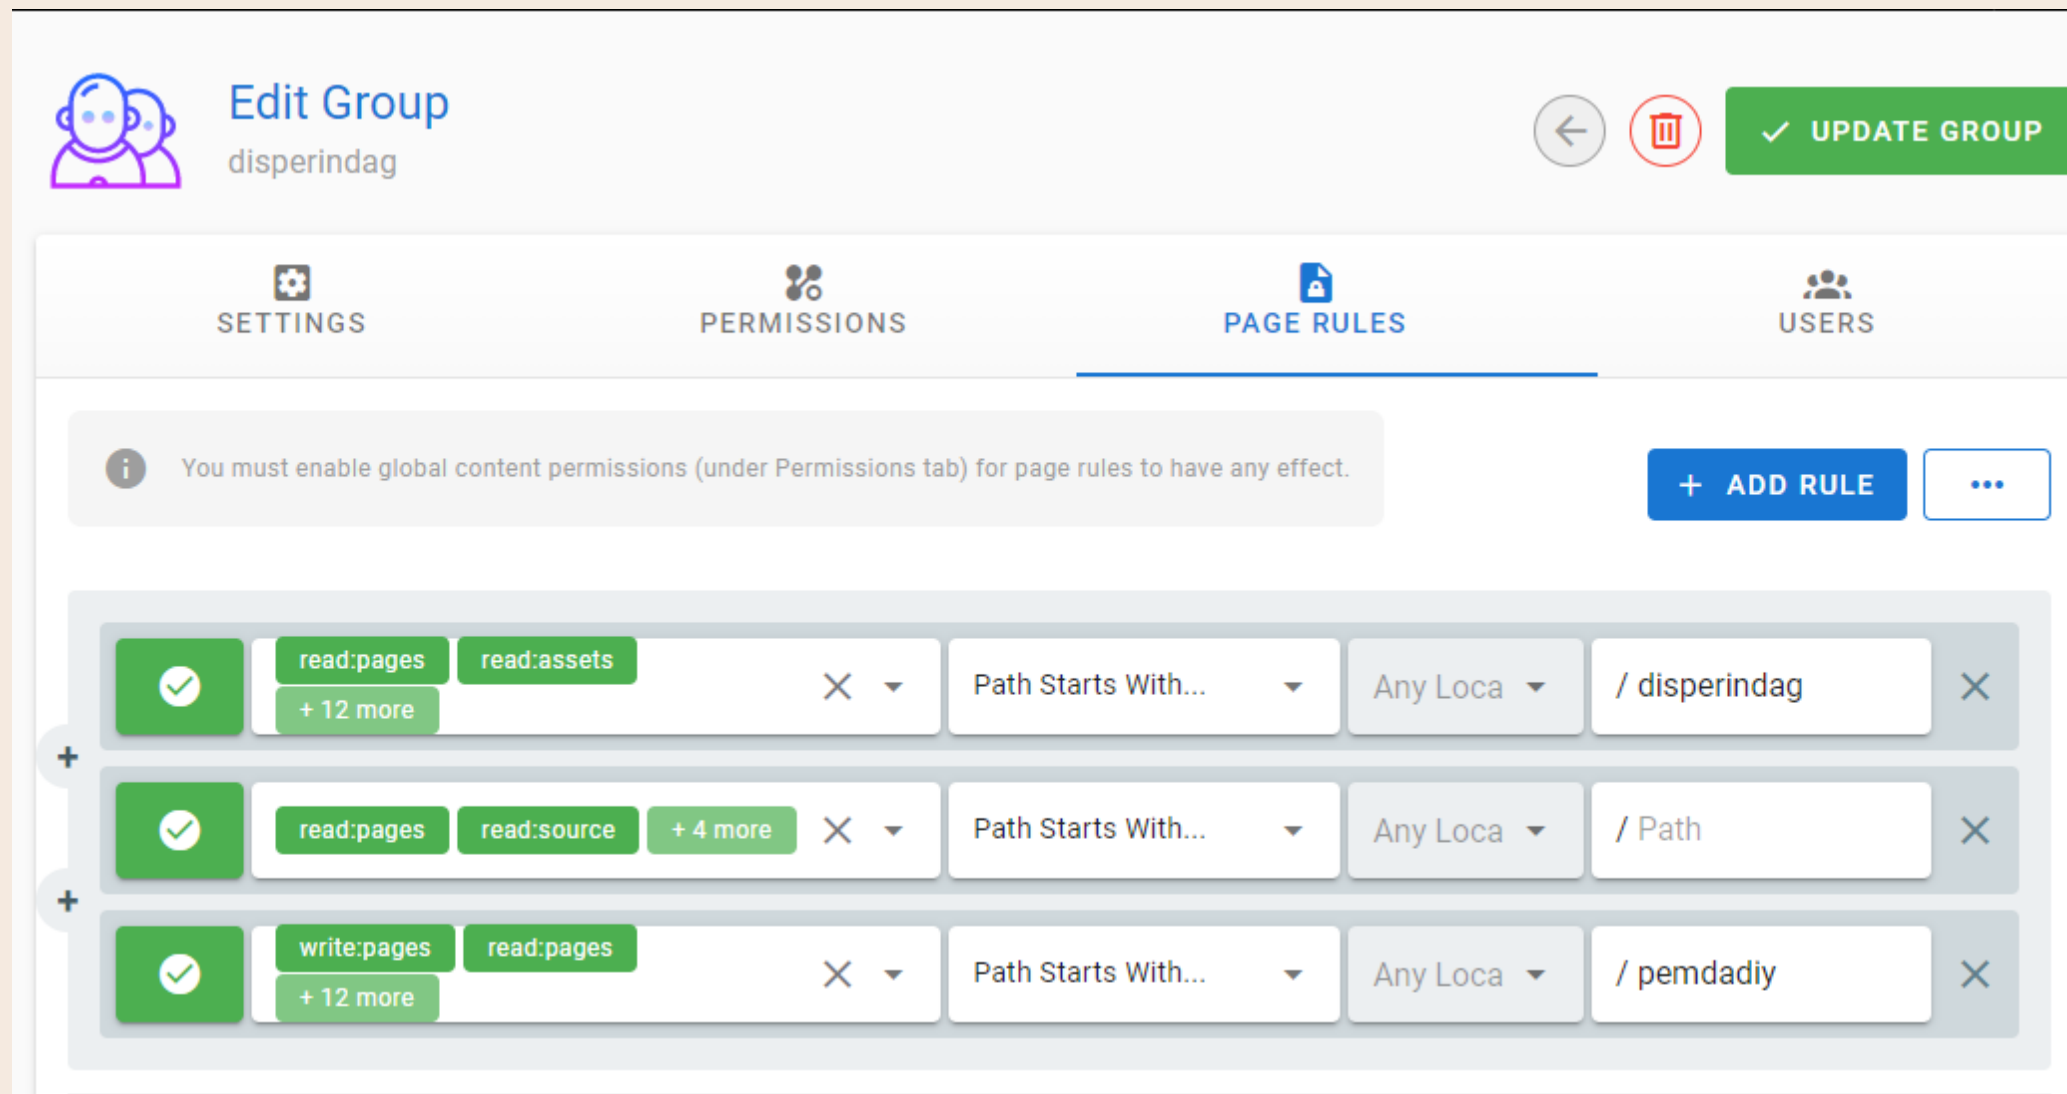 Edit Group
disperindag
UPDATE GROUP
SETTINGS
PERMISSIONS
PAGE RULES
USERS
You must enable global content permissions (under Permissions tab) for page rules to have any effect.
+ ADD RULE
...
read:pages read:assets
+ 12 more
Path Starts With...
Any Loca
/ disperindag
read:pages read:source + 4 more
Path Starts With...
Any Loca
/ Path
write:pages read:pages
+ 12 more
Path Starts With...
Any Loca
/ pemdadiy